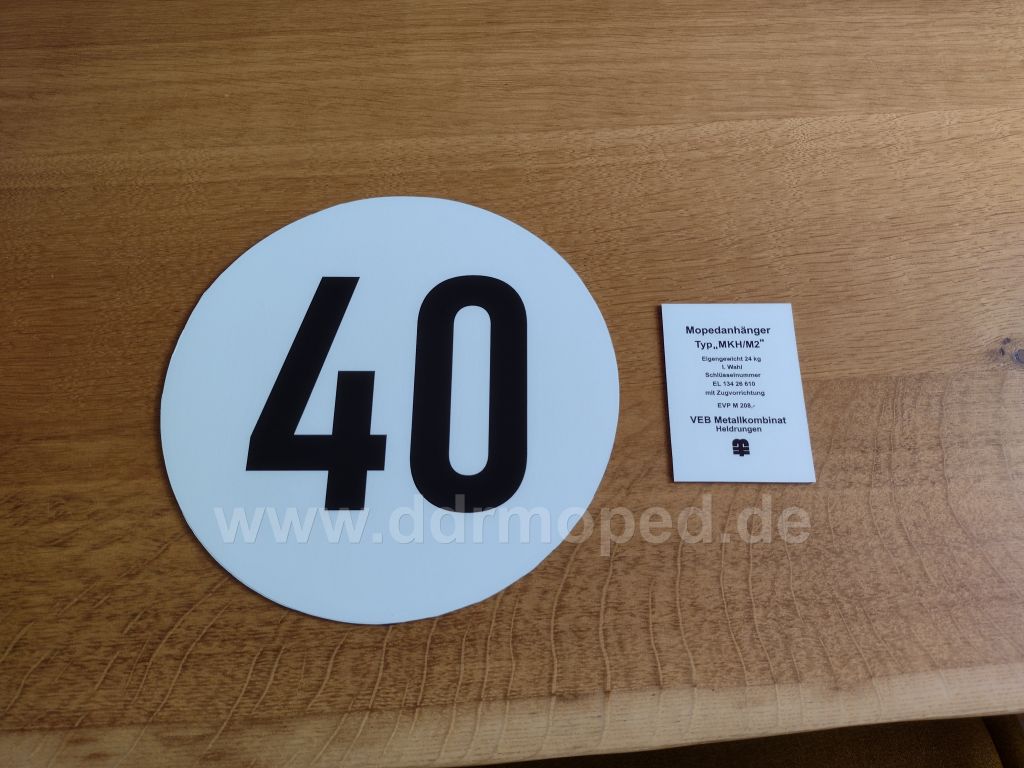 40
Mopedanhänger
Typ„MKH/M2"
Eigengewicht 24 kg
I. Wahl
Schlüsselnummer
EL 134 26 610
mit Zugvorrichtung
EVP M 208,-
VEB Metallkombinat
Heldrungen
www.ddrmoped.de